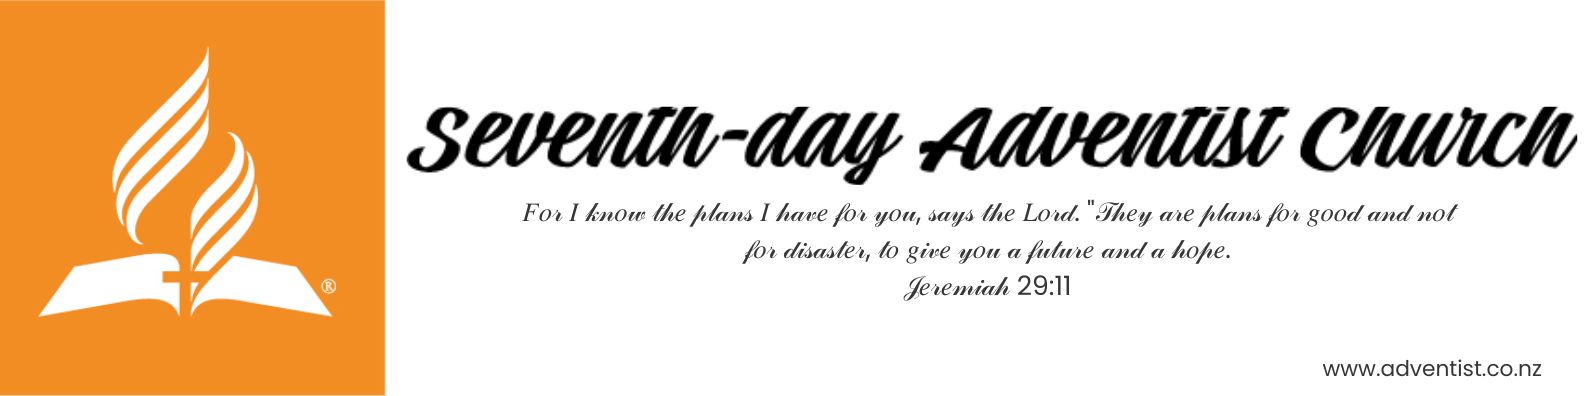 ®
Seventh-day Adventist Church
For I know the plans I have for you, says the Lord. "They are plans for good and not
for disaster, to give you a future and a hope.
Jeremiah 29:11
www.adventist.co.nz